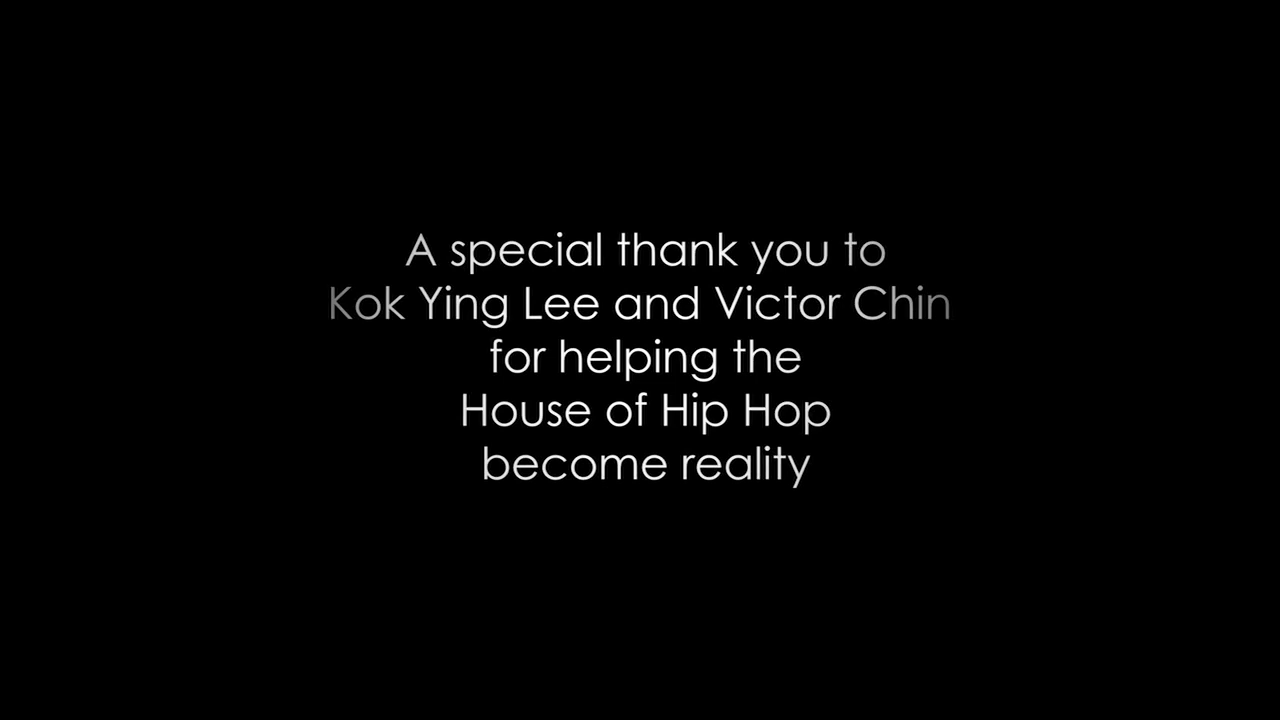 A special thank you to
Kok Ying Lee and Victor Chin
for helping the
House of Hip Hop
become reality